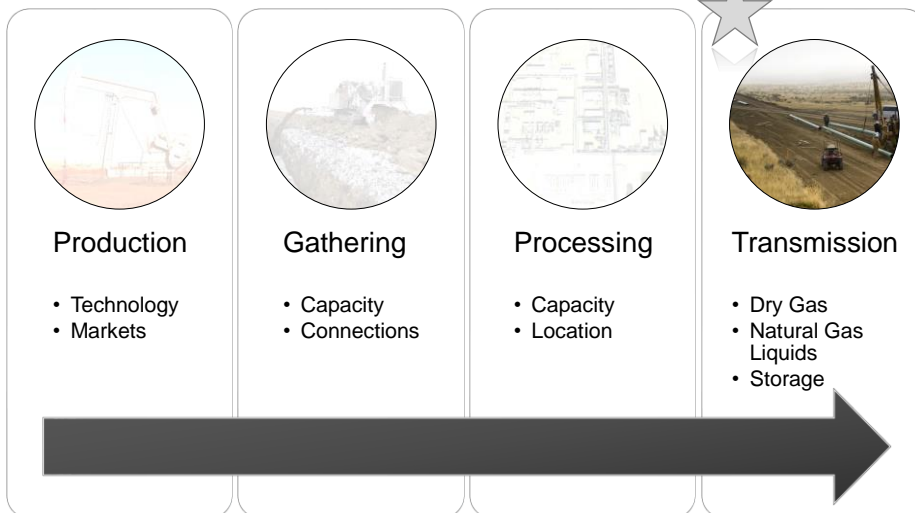 Production
• Technology
• Markets
Gathering
• Capacity
• Connections
Processing
• Capacity
• Location
Transmission
• Dry Gas
• Natural Gas
Liquids
• Storage